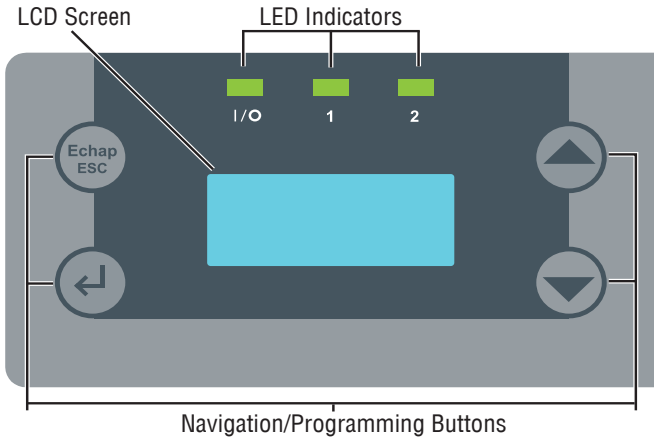 LCD Screen
LED Indicators
I/O
1
2
Echap
ESC
Navigation/Programming Buttons